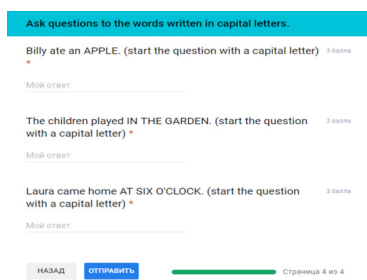 Ask questions to the words written in capital letters.
Billy ate an APPLE. (start the question with a capital letter) 3 балла
*
Мой ответ
The children played IN THE GARDEN. (start the question 3 балла
with a capital letter) *
Мой ответ
Laura came home AT SIX O'CLOCK. (start the question 3 балла
with a capital letter) *
Мой ответ
НАЗАД ОТПРАВИТЬ Страница 4 из 4